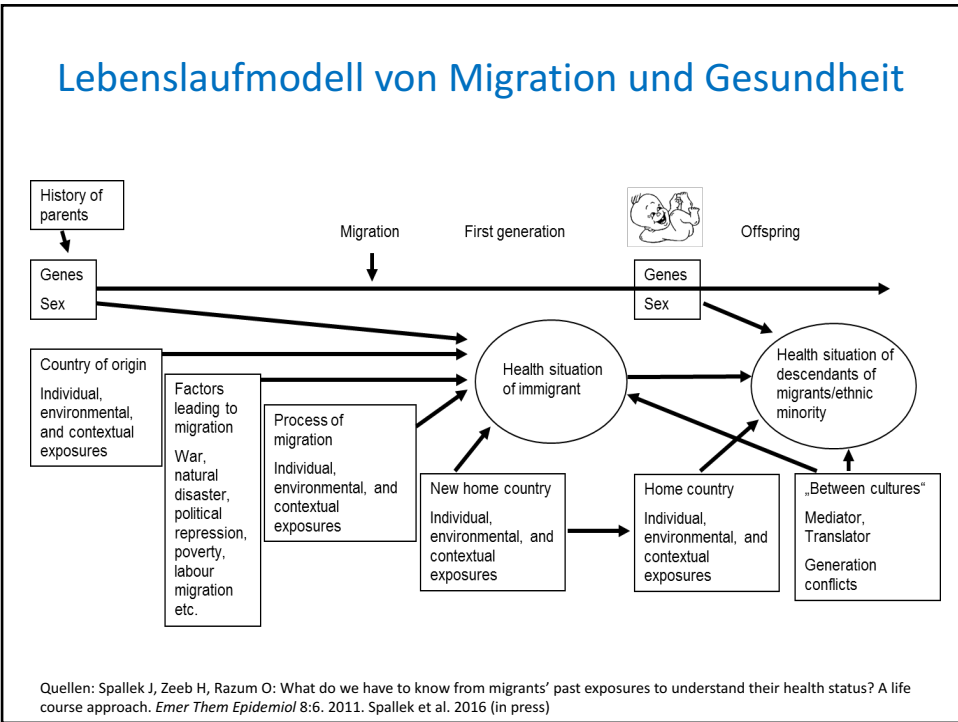 Lebenslaufmodell von Migration und Gesundheit
History of
parents
Migration
First generation
Offspring
Genes
Sex
Genes
Sex
Country of origin
Individual,
environmental,
and contextual
exposures
Factors
leading to
migration
War,
natural
disaster,
political
repression,
poverty,
labour
migration
etc.
Process of
migration
Individual,
environmental, and
contextual
exposures
Health situation
of immigrant
New home country
Individual,
environmental, and
contextual
exposures
Health situation of
descendants of
migrants/ethnic
minority
Home country
Individual,
environmental, and
contextual
exposures
„Between cultures“
Mediator,
Translator
Generation
conflicts
Quellen: Spallek J, Zeeb H, Razum O: What do we have to know from migrants’ past exposures to understand their health status? A life
course approach. Emer Them Epidemiol 8:6. 2011. Spallek et al. 2016 (in press)